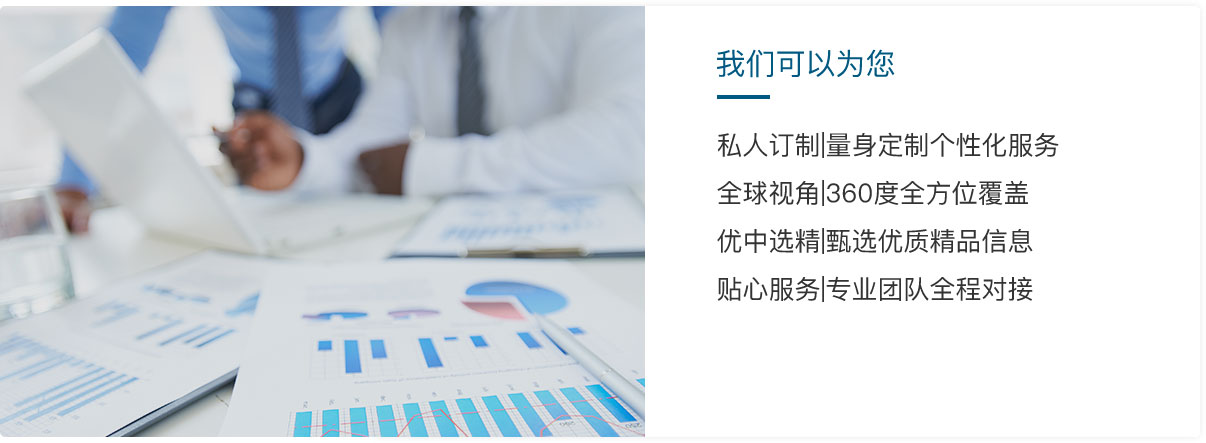 我们可以为您
私人订制|量身定制个性化服务
全球视角|360度全方位覆盖
优中选精|甄选优质精品信息
贴心服务|专业团队全程对接